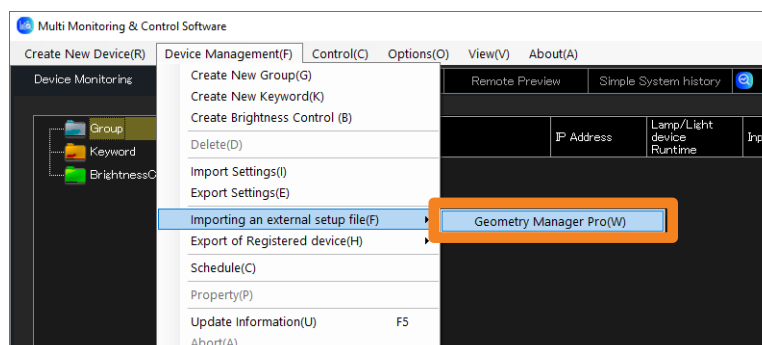 Multi Monitoring & Control Software
Create New Device(R) Device Management(F) Control(C) Options(O) View(V) About(A)
Device Monitoring Remote Preview Simple System history
Create New Group(G)
Create New Keyword(K)
Create Brightness Control (B)
Delete(D)
Import Settings(I)
Export Settings(E)
Importing an external setup file(F)
Export of Registered device(H)
Schedule(C)
Property(P)
Update Information(U) F5
Abort(A)
Geometry Manager Pro(W)
Group
Keyword
BrightnessC
IP Address
Lamp/Light
device
Runtime
Inp